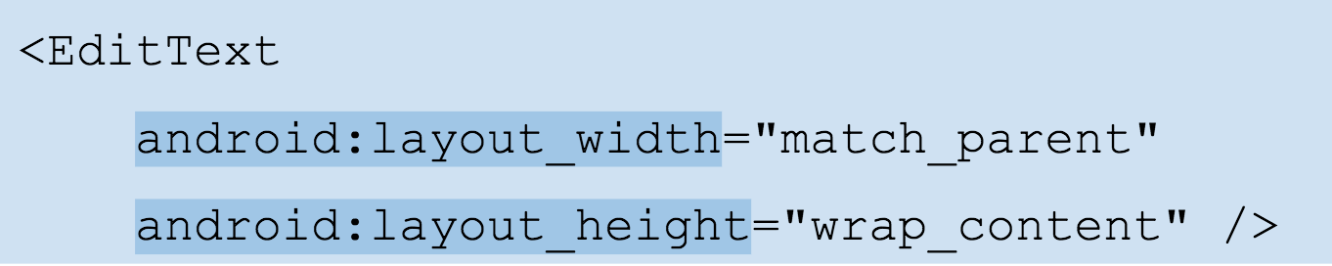 <EditText
android:layout_width="match_parent"
android:layout_height="wrap_content" />